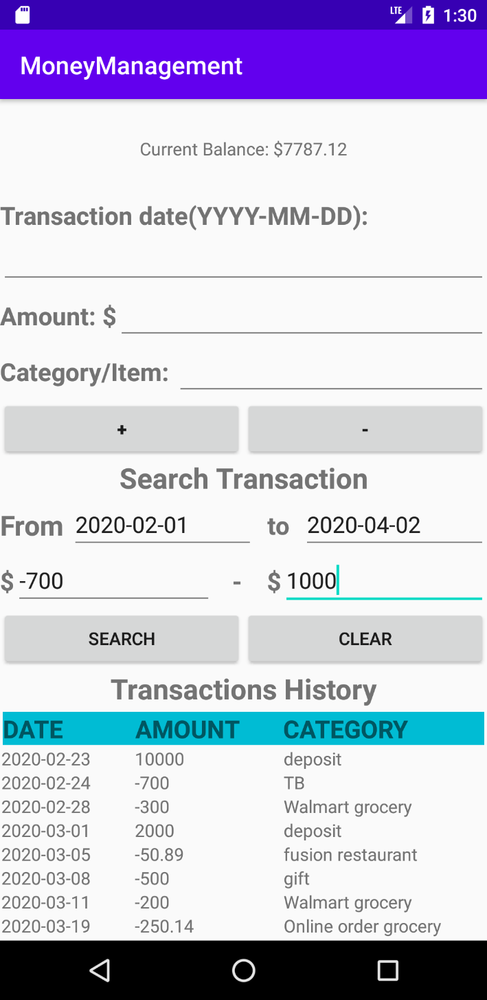 LTE 1:30
MoneyManagement
Current Balance: $7787.12
Transaction date(YYYY-MM-DD):
Amount: $
Category/Item:
+ -
Search Transaction
From 2020-02-01 to 2020-04-02
$ -700 - $ 1000
SEARCH CLEAR
Transactions History
DATE AMOUNT CATEGORY
2020-02-23 10000 deposit
2020-02-24 -700 TB
2020-02-28 -300 Walmart grocery
2020-03-01 2000 deposit
2020-03-05 -50.89 fusion restaurant
2020-03-08 -500 gift
2020-03-11 -200 Walmart grocery
2020-03-19 -250.14 Online order grocery